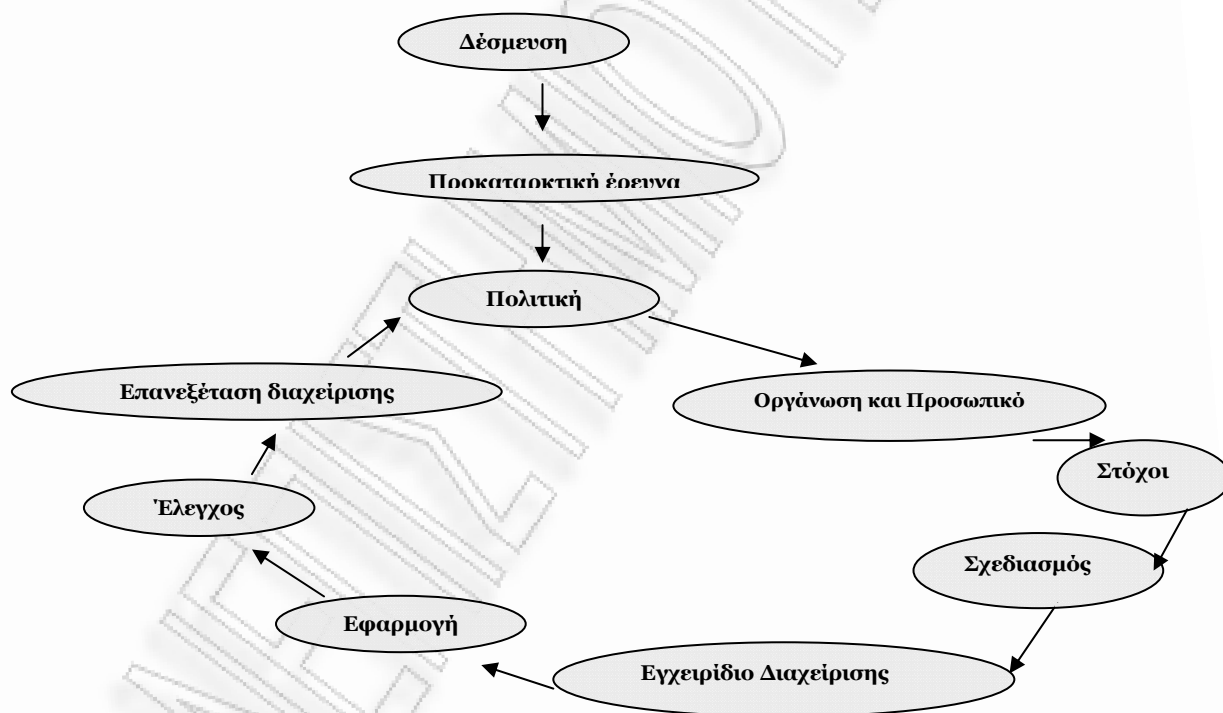 Δέσμευση
Προκαταρκτική έρευνα
Πολιτική
Οργάνωση και Προσωπικό
Στόχοι
Σχεδιασμός
Εγχειρίδιο Διαχείρισης
Εφαρμογή
Έλεγχος
Επανεξέταση διαχείρισης